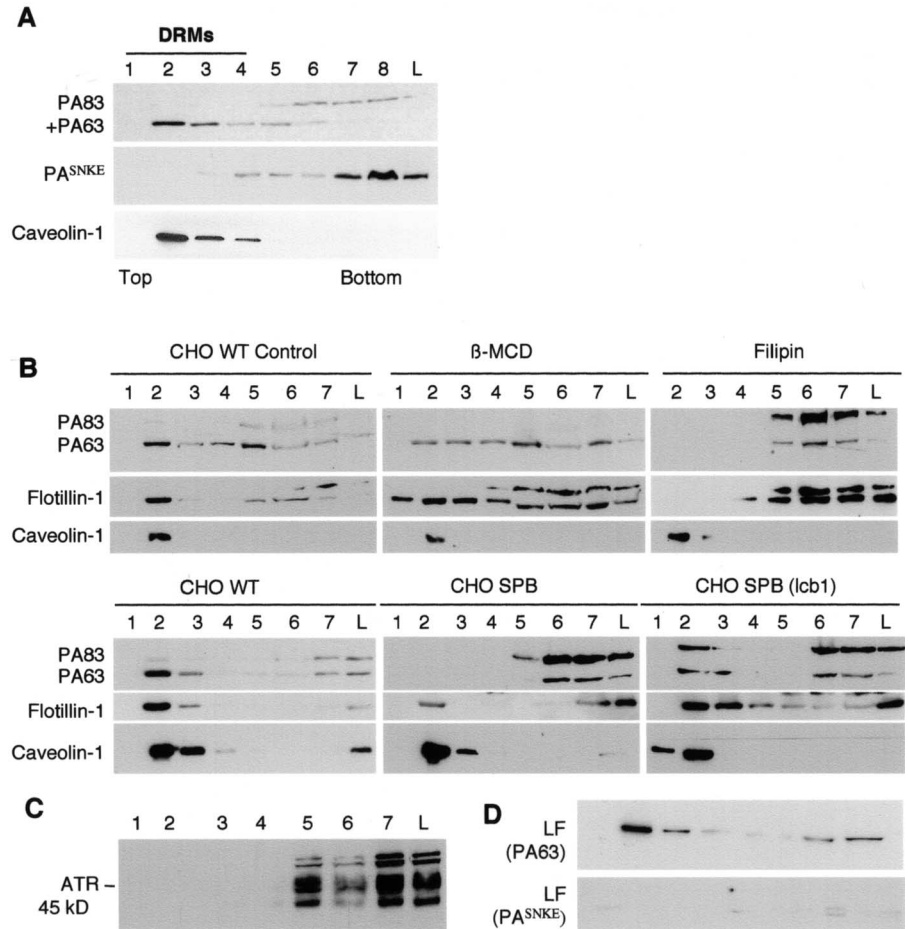 A
DRMs
1 2 3 4 5 6 7 8 L
PA83
+PA63
PASNKE
Caveolin-1
Top Bottom
B
CHO WT Control ß-MCD Filipin
1 2 3 4 5 6 7 L 1 2 3 4 5 6 7 L 2 3 4 5 6 7 L
PA83
PA63
Flotillin-1
Caveolin-1
CHO WT CHO SPB CHO SPB (lcb1)
1 2 3 4 5 6 7 L 1 2 3 4 5 6 7 L 1 2 3 4 5 6 7 L
PA83
PA63
Flotillin-1
Caveolin-1
C
1 2 3 4 5 6 7 L
ATR –
45 kD
D
LF
(PA63)
LF
(PASNKE)